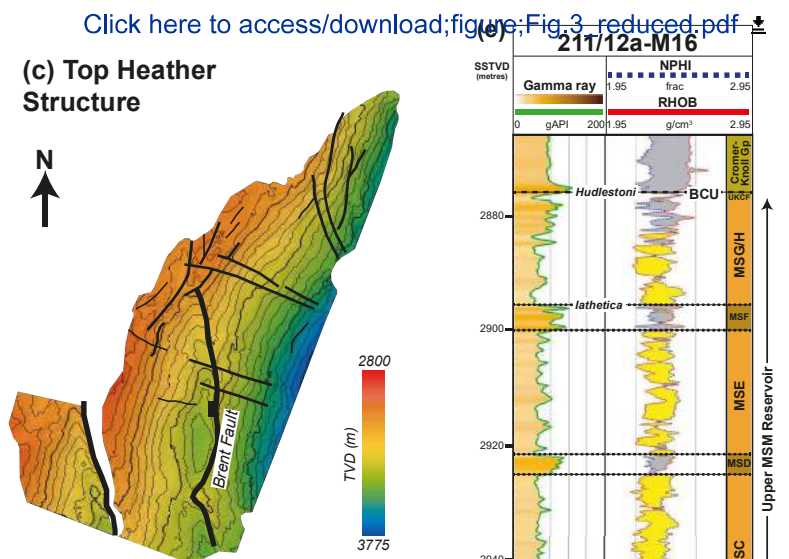 Click here to access/download;figure;Fig.3_reduced.pdf
(c) Top Heather
Structure
N
Brent Fault
2800
TVD (m)
3775
(e)
211/12a-M16
SSTVD
(metres)
Gamma ray
0 gAPI 200
NPHI
1.95 frac 2.95
RHOB
1.95 g/cm³ 2.95
Cromer-
Knoll Gp
Hudlestoni
BCU
UKCF
2880
MSG/H
Iathetica
MSF
2900
MSE
2920
MSD
SC
2940
Upper MSM Reservoir